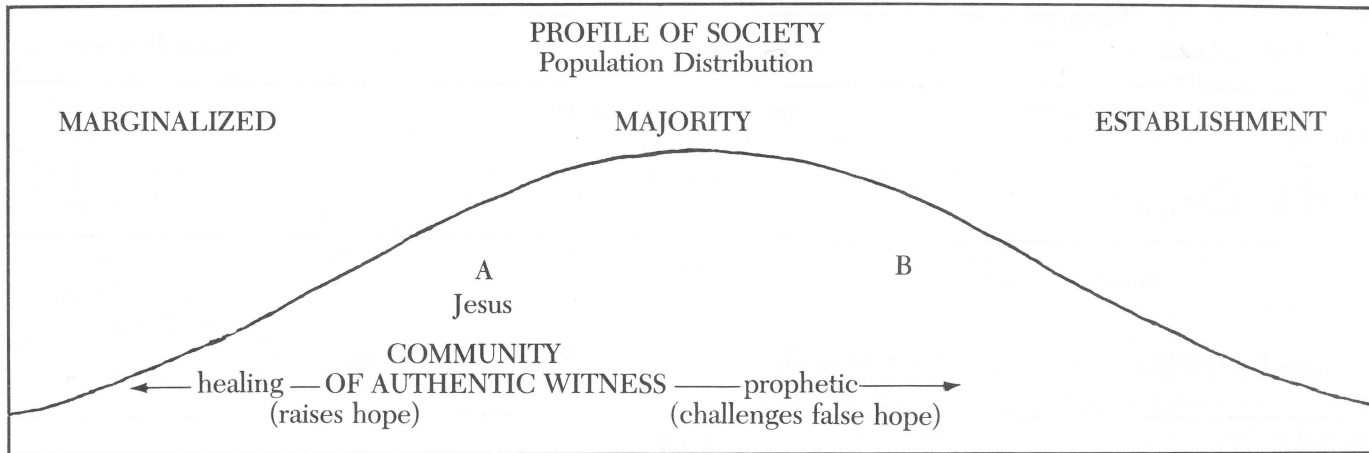 PROFILE OF SOCIETY
Population Distribution
MARGINALIZED MAJORITY ESTABLISHMENT
A B
Jesus
COMMUNITY
healing OF AUTHENTIC WITNESS prophetic
(raises hope) (challenges false hope)